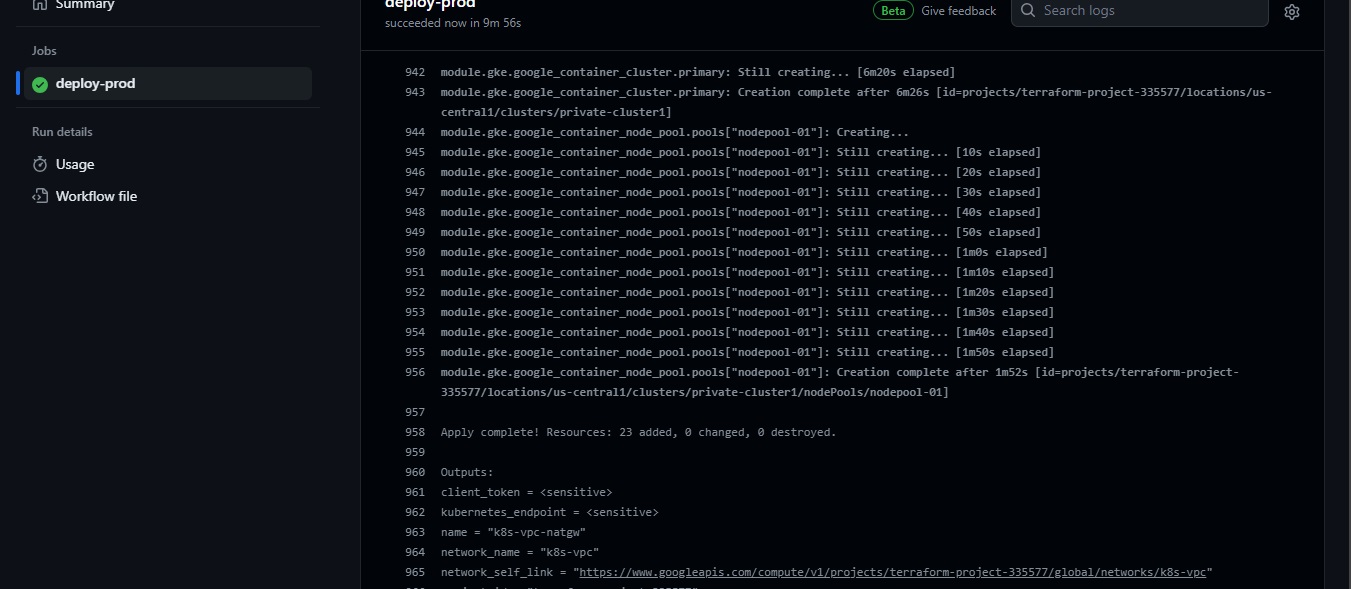 Summary
Jobs
deploy-prod
Run details
Usage
Workflow file
deploy-prod
succeeded now in 9m 56s
Beta Give feedback
Search logs
942 module.gke.google_container_cluster.primary: Still creating... [6m20s elapsed]
943 module.gke.google_container_cluster.primary: Creation complete after 6m26s [id=projects/terraform-project-335577/locations/us-
central1/clusters/private-cluster1]
944 module.gke.google_container_node_pool.pools["nodepool-01"]: Creating...
945 module.gke.google_container_node_pool.pools["nodepool-01"]: Still creating... [10s elapsed]
946 module.gke.google_container_node_pool.pools["nodepool-01"]: Still creating... [20s elapsed]
947 module.gke.google_container_node_pool.pools["nodepool-01"]: Still creating... [30s elapsed]
948 module.gke.google_container_node_pool.pools["nodepool-01"]: Still creating... [40s elapsed]
949 module.gke.google_container_node_pool.pools["nodepool-01"]: Still creating... [50s elapsed]
950 module.gke.google_container_node_pool.pools["nodepool-01"]: Still creating... [1m0s elapsed]
951 module.gke.google_container_node_pool.pools["nodepool-01"]: Still creating... [1m10s elapsed]
952 module.gke.google_container_node_pool.pools["nodepool-01"]: Still creating... [1m20s elapsed]
953 module.gke.google_container_node_pool.pools["nodepool-01"]: Still creating... [1m30s elapsed]
954 module.gke.google_container_node_pool.pools["nodepool-01"]: Still creating... [1m40s elapsed]
955 module.gke.google_container_node_pool.pools["nodepool-01"]: Still creating... [1m50s elapsed]
956 module.gke.google_container_node_pool.pools["nodepool-01"]: Creation complete after 1m52s [id=projects/terraform-project-
335577/locations/us-central1/clusters/private-cluster1/nodePools/nodepool-01]
957
958 Apply complete! Resources: 23 added, 0 changed, 0 destroyed.
959
960 Outputs:
961 client_token = <sensitive>
962 kubernetes_endpoint = <sensitive>
963 name = "k8s-vpc-natgw"
964 network_name = "k8s-vpc"
965 network_self_link = "https://www.googleapis.com/compute/v1/projects/terraform-project-335577/global/networks/k8s-vpc"